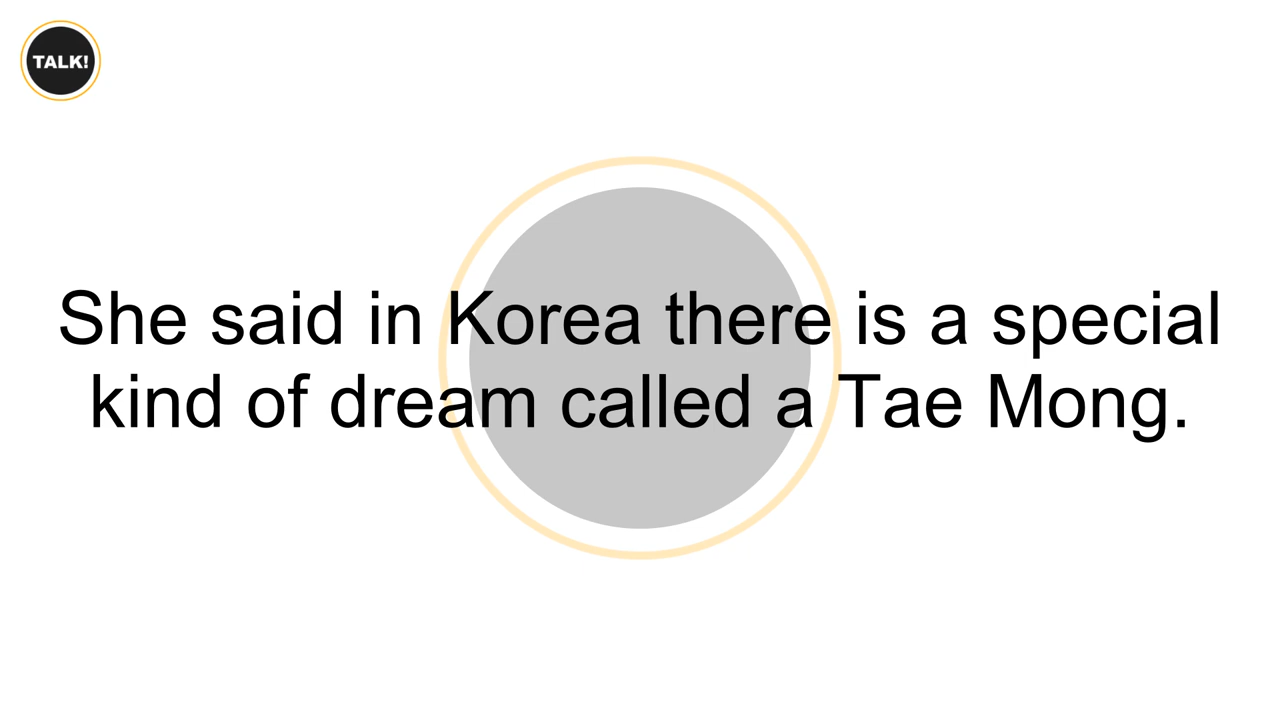 TALK!
She said in Korea there is a special
kind of dream called a Tae Mong.